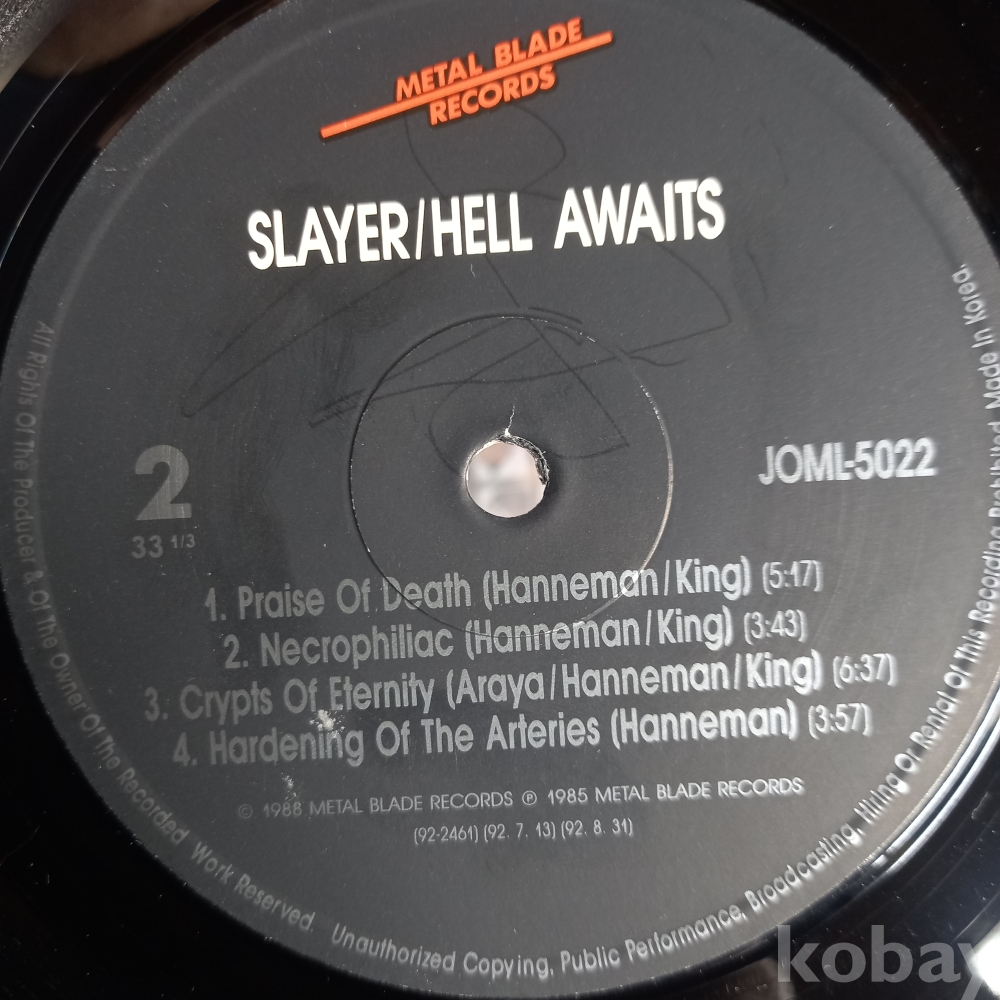 METAL BLADE
RECORDS
SLAYER/HELL AWAITS
2
33 1/3
JOML-5022
1. Praise Of Death (Hanneman/King) (5:17)
2. Necrophiliac (Hanneman/King) (3:43)
3. Crypts Of Eternity (Araya/Hanneman/King) (6:37)
4. Hardening Of The Arteries (Hanneman) (3:57)
© 1988 METAL BLADE RECORDS ℗ 1985 METAL BLADE RECORDS
(92-2461) (92. 7. 13) (92. 8. 31)
All Rights Of The Producer & Of The Owner Of The Recorded Work Reserved. Unauthorized Copying, Public Performance, Broadcasting, Hiring Or Rental Of This Recording Prohibited. Made In Korea.
kobay